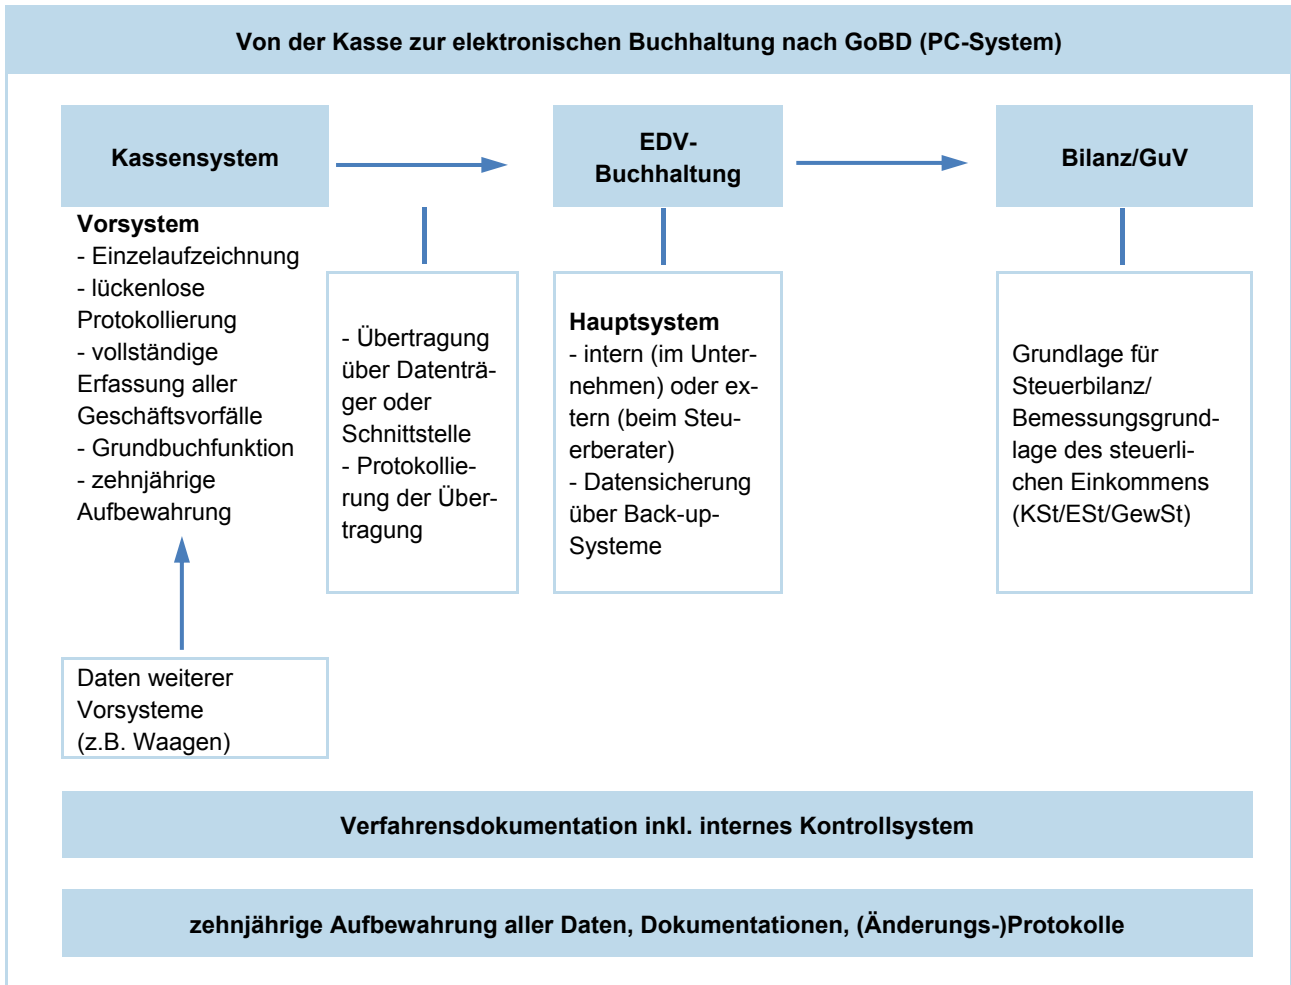 Von der Kasse zur elektronischen Buchhaltung nach GoBD (PC-System)
Kassensystem
EDV-
Buchhaltung
Bilanz/GuV
Vorsystem
- Einzelaufzeichnung
- lückenlose
Protokollierung
- vollständige
Erfassung aller
Geschäftsvorfälle
- Grundbuchfunktion
- zehnjährige
Aufbewahrung
- Übertragung
über Datenträ-
ger oder
Schnittstelle
- Protokollie-
rung der Über-
tragung
Hauptsystem
- intern (im Unter-
nehmen) oder ex-
tern (beim Steu-
erberater)
- Datensicherung
über Back-up-
Systeme
Grundlage für
Steuerbilanz/
Bemessungsgrund-
lage des steuerli-
chen Einkommens
(KSt/ESt/GewSt)
Daten weiterer
Vorsysteme
(z.B. Waagen)
Verfahrensdokumentation inkl. internes Kontrollsystem
zehnjährige Aufbewahrung aller Daten, Dokumentationen, (Änderungs-)Protokolle